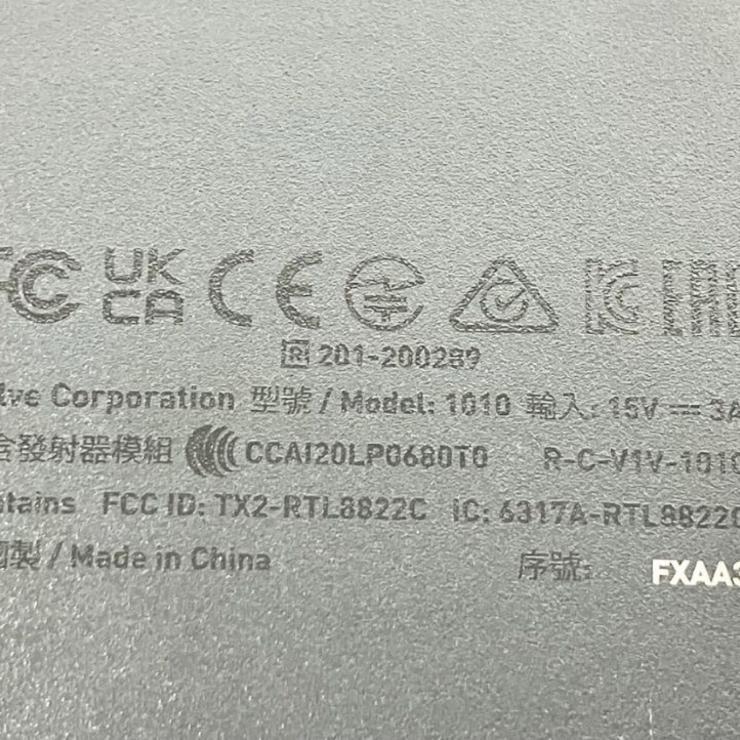 UK CA CE
R 201-200289
lve Corporation 型號 / Model: 1010 輸入: 15V ⎓ 3A
含發射器模組 CCAI20LP0680T0 R-C-V1V-1010
tains FCC ID: TX2-RTL8822C IC: 6317A-RTL8822C
國製 / Made in China 序號: FXAA3